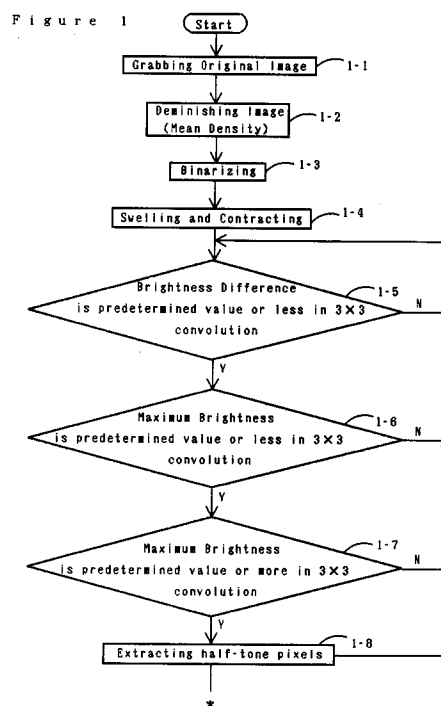 Figure 1
Start
Grabbing Original Image
1-1
Deminishing Image
(Mean Density)
1-2
Binarizing
1-3
Swelling and Contracting
1-4
Brightness Difference
is predetermined value or less in 3×3
convolution
1-5
N
Y
Maximum Brightness
is predetermined value or less in 3×3
convolution
1-6
N
Y
Maximum Brightness
is predetermined value or more in 3×3
convolution
1-7
N
Y
Extracting half-tone pixels
1-8
*